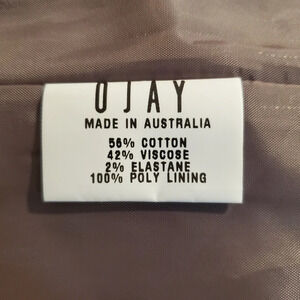 OJAY
MADE IN AUSTRALIA
56% COTTON
42% VISCOSE
2% ELASTANE
100% POLY LINING